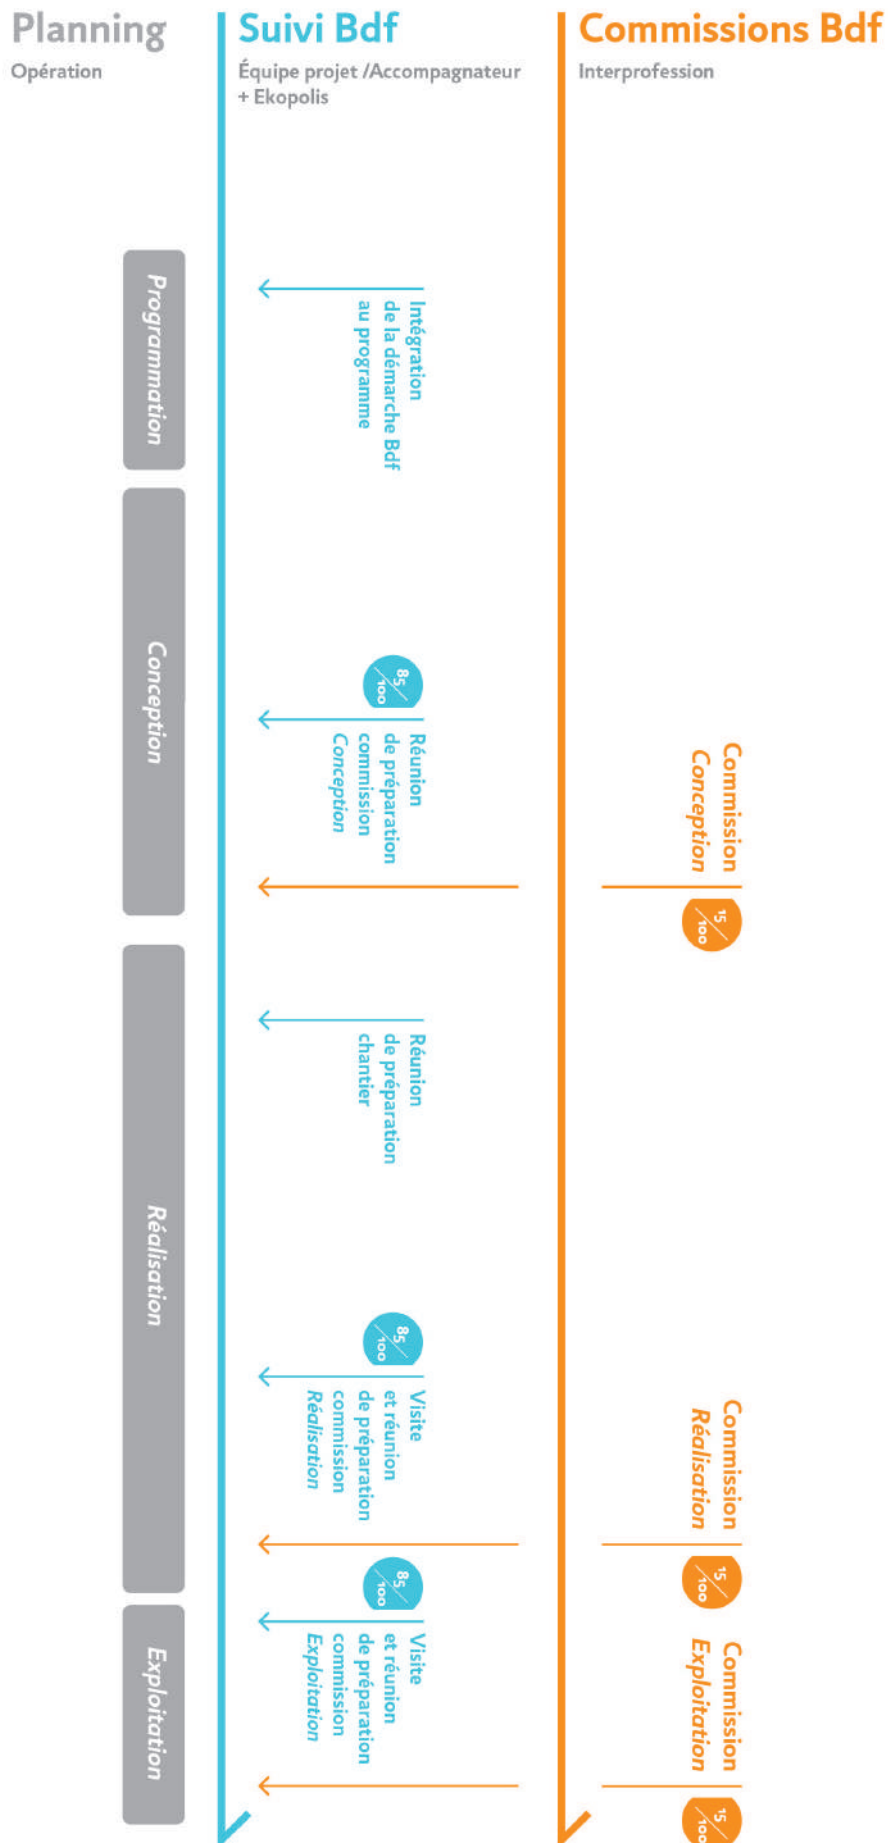 Planning
Opération
Suivi Bdf
Équipe projet /Accompagnateur
+ Ekopolis
Commissions Bdf
Interprofession
Programmation
Conception
Réalisation
Exploitation
Intégration
de la démarche Bdf
au programme
85/100
Réunion
de préparation
commission
Conception
Réunion
de préparation
chantier
85/100
Visite
et réunion
de préparation
commission
Réalisation
85/100
Visite
et réunion
de préparation
commission
Exploitation
Commission
Conception
15/100
Commission
Réalisation
15/100
Commission
Exploitation
15/100